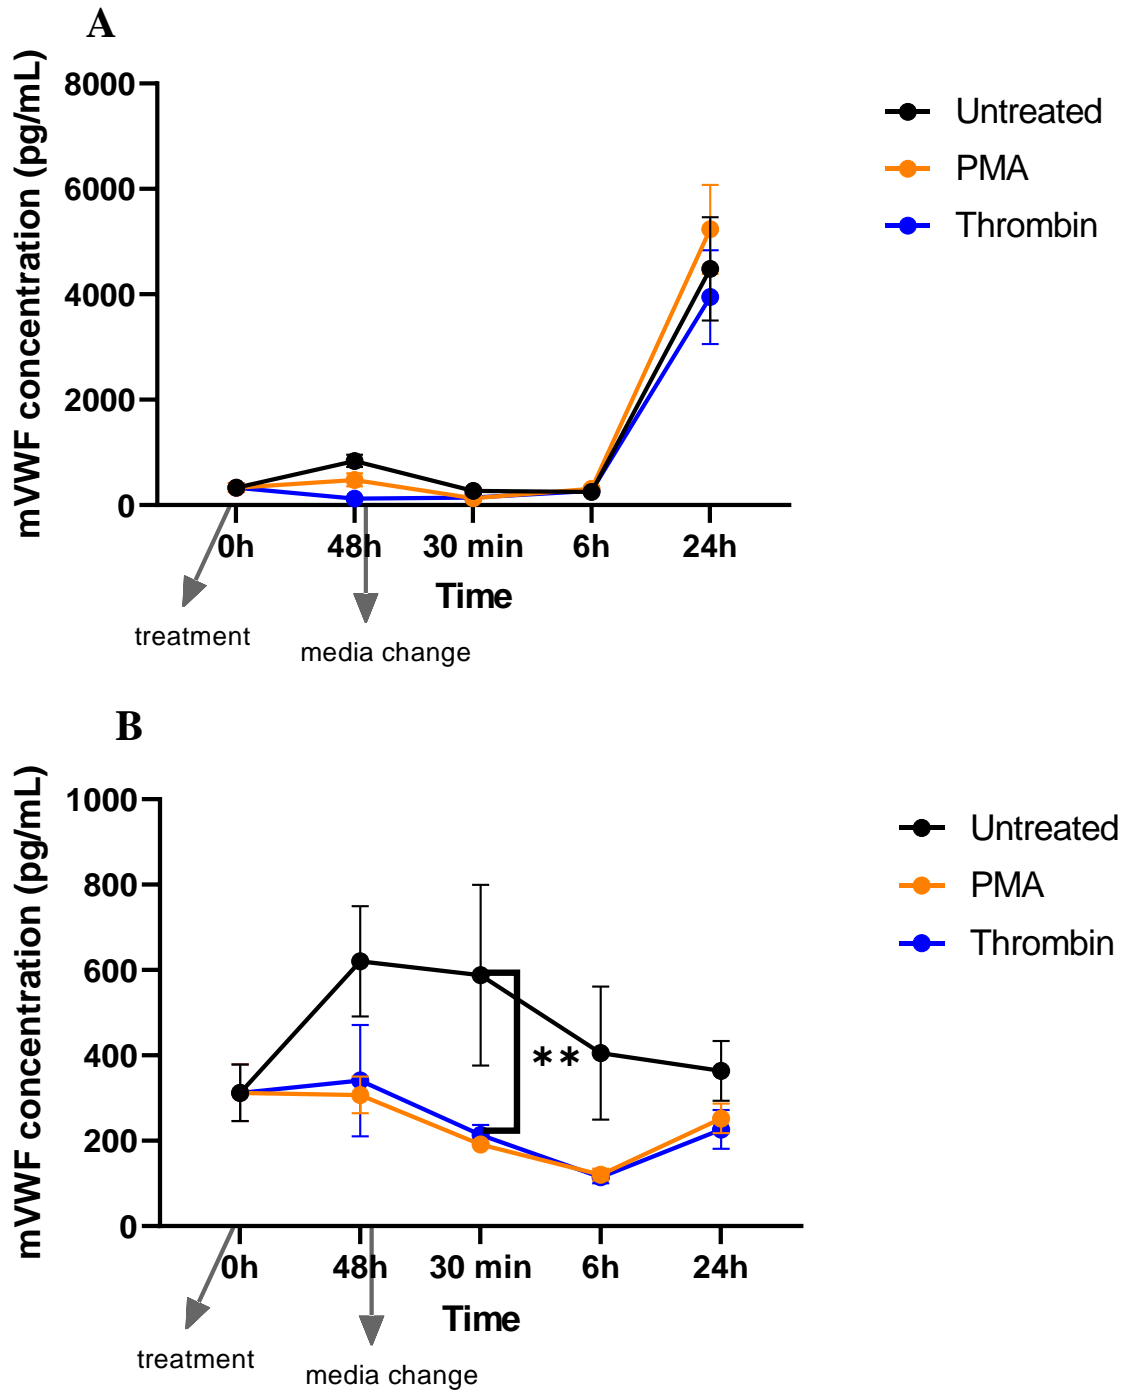 A
mVWF concentration (pg/mL)
8000
6000
4000
2000
0
0h 48h 30 min 6h 24h
Time
treatment
media change
Untreated
PMA
Thrombin
B
mVWF concentration (pg/mL)
1000
800
600
400
200
0
**
0h 48h 30 min 6h 24h
Time
treatment
media change
Untreated
PMA
Thrombin